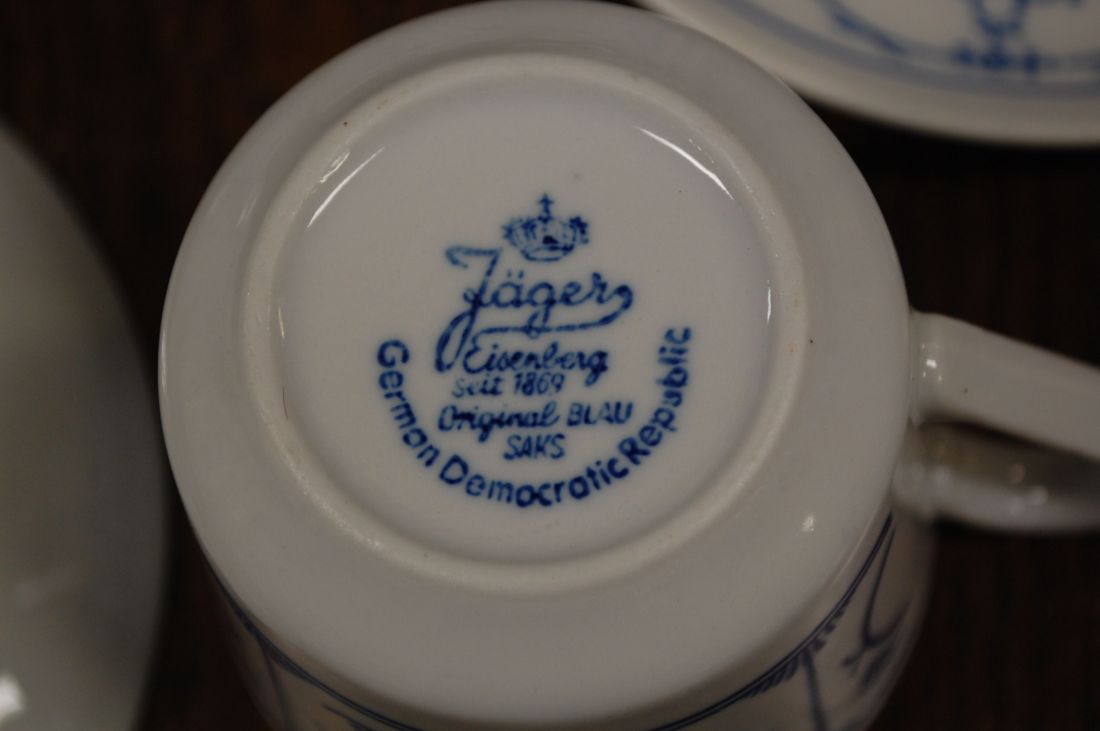 Jäger
Eisenberg
seit 1869
Original BLAU
SAKS
German Democratic Republic